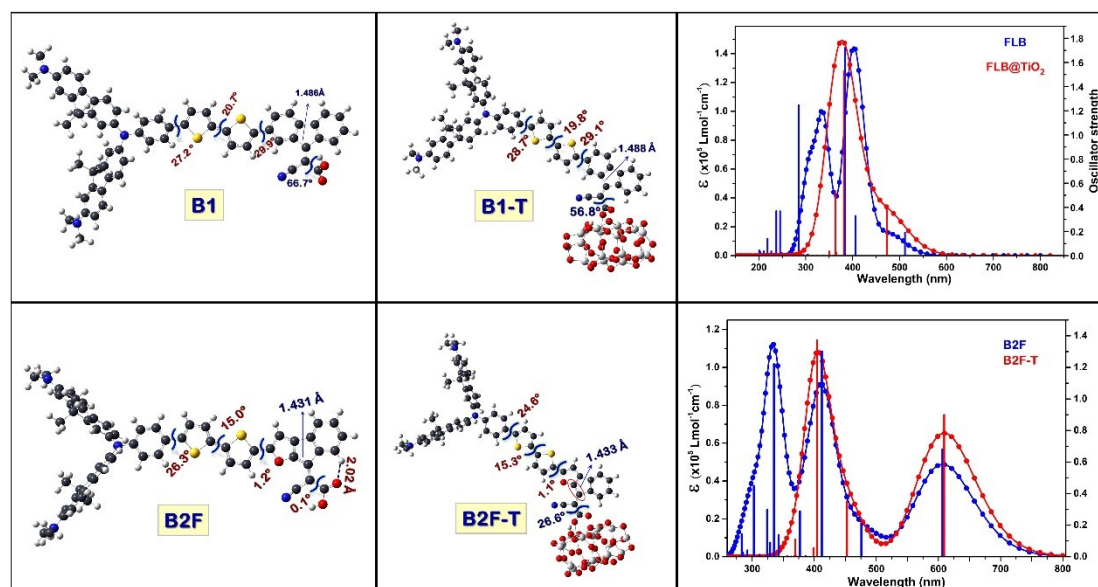 1.486Å
20.7°
27.2°
29.9°
66.7°
B1
19.8°
28.7°
29.1°
1.488 Å
56.8°
B1-T
FLB
FLB@TiO2
1.4
1.2
1.0
0.8
0.6
0.4
0.2
0.0
ε (x10⁵ Lmol⁻¹cm⁻¹)
1.8
1.6
1.4
1.2
1.0
0.8
0.6
0.4
0.2
0.0
Oscillator strength
200 300 400 500 600 700 800
Wavelength (nm)
1.431 Å
15.0°
26.3°
1.2°
2.02 Å
0.1°
B2F
24.6°
15.3°
1.433 Å
1.1°
26.6°
B2F-T
B2F
B2F-T
1.2
1.0
0.8
0.6
0.4
0.2
0.0
ε (x10⁵ Lmol⁻¹cm⁻¹)
1.4
1.2
1.0
0.8
0.6
0.4
0.2
0.0
Oscillator strength
300 400 500 600 700 800
Wavelength (nm)